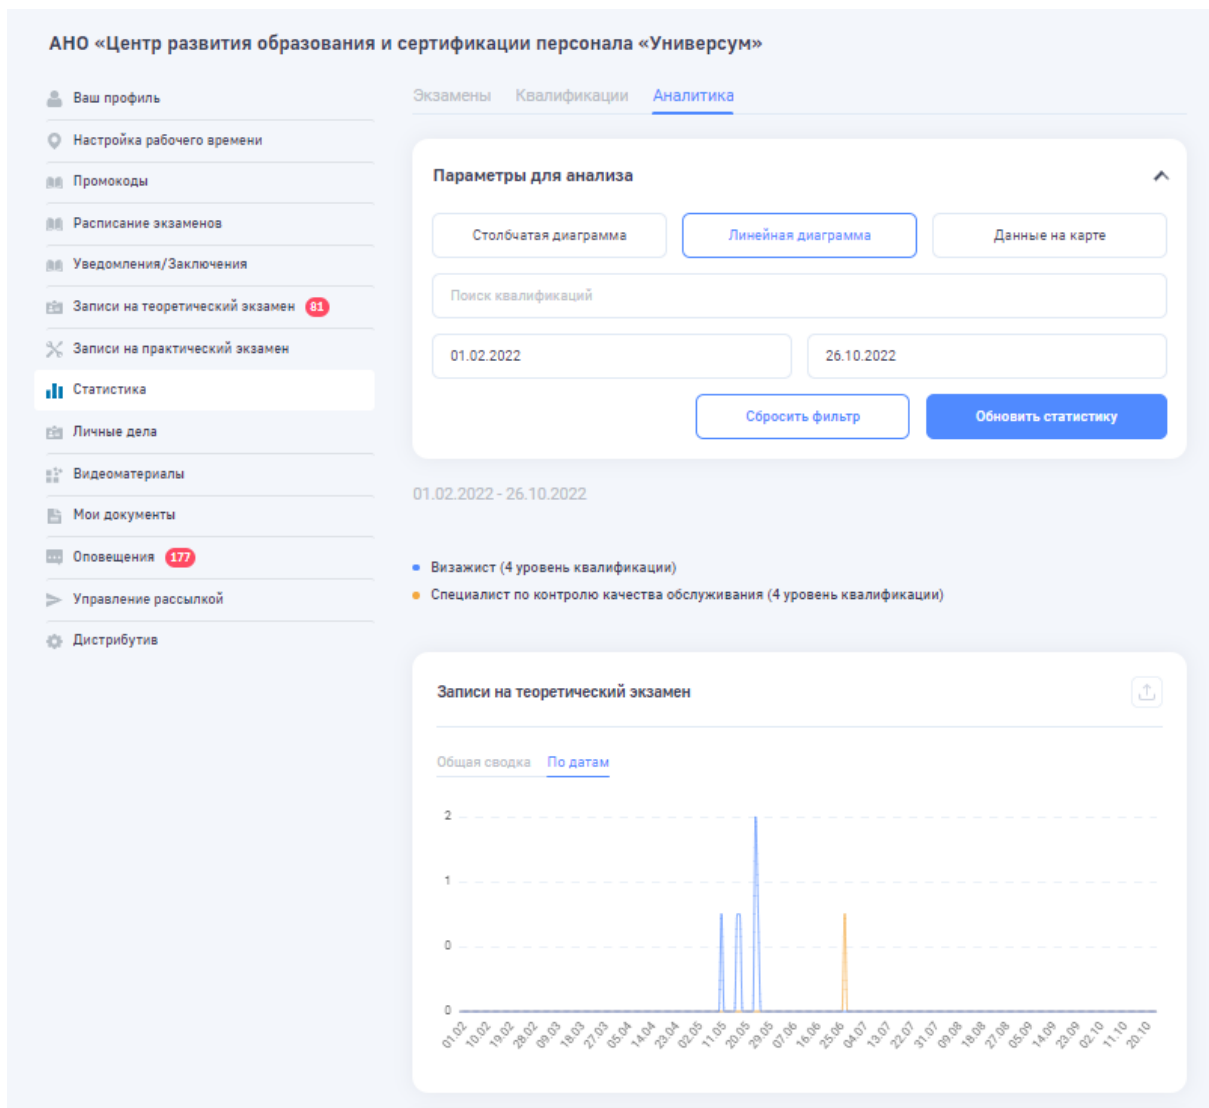 АНО «Центр развития образования и сертификации персонала «Универсум»
Ваш профиль
Настройка рабочего времени
Промокоды
Расписание экзаменов
Уведомления/Заключения
Записи на теоретический экзамен 81
Записи на практический экзамен
Статистика
Личные дела
Видеоматериалы
Мои документы
Оповещения 177
Управление рассылкой
Дистрибутив
Экзамены Квалификации Аналитика
Параметры для анализа
Столбчатая диаграмма Линейная диаграмма Данные на карте
Поиск квалификаций
01.02.2022 26.10.2022
Сбросить фильтр Обновить статистику
01.02.2022 - 26.10.2022
Визажист (4 уровень квалификации)
Специалист по контролю качества обслуживания (4 уровень квалификации)
Записи на теоретический экзамен
Общая сводка По датам
2
1
0
0
01.02 10.02 19.02 28.02 09.03 18.03 27.03 05.04 14.04 23.04 02.05 11.05 20.05 29.05 07.06 16.06 25.06 04.07 13.07 22.07 31.07 09.08 18.08 27.08 05.09 14.09 23.09 02.10 11.10 20.10